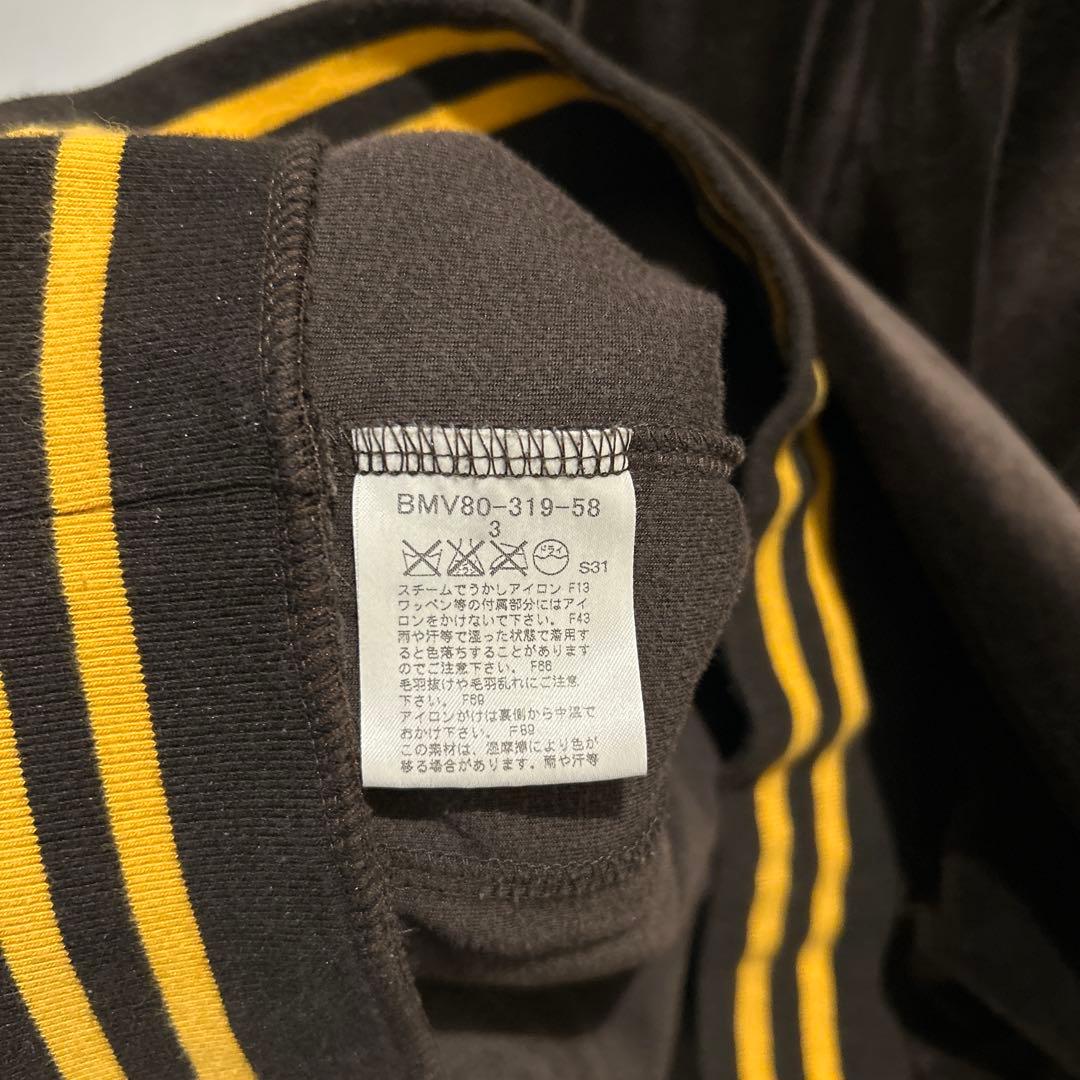 BMV80-319-58
3
エンソ ドライ S31
スチームでうかしアイロン F13
ワッペン等の付属部分にはアイ
ロンをかけないで下さい。 F43
雨や汗等で湿った状態で着用す
ると色落ちすることがあります
のでご注意下さい。 F66
毛羽抜けや毛羽乱れにご注意
下さい。 F69
アイロンがけは裏側から中温で
おかけ下さい。 F89
この素材は、湿摩擦により色が
移る場合があります。雨や汗等